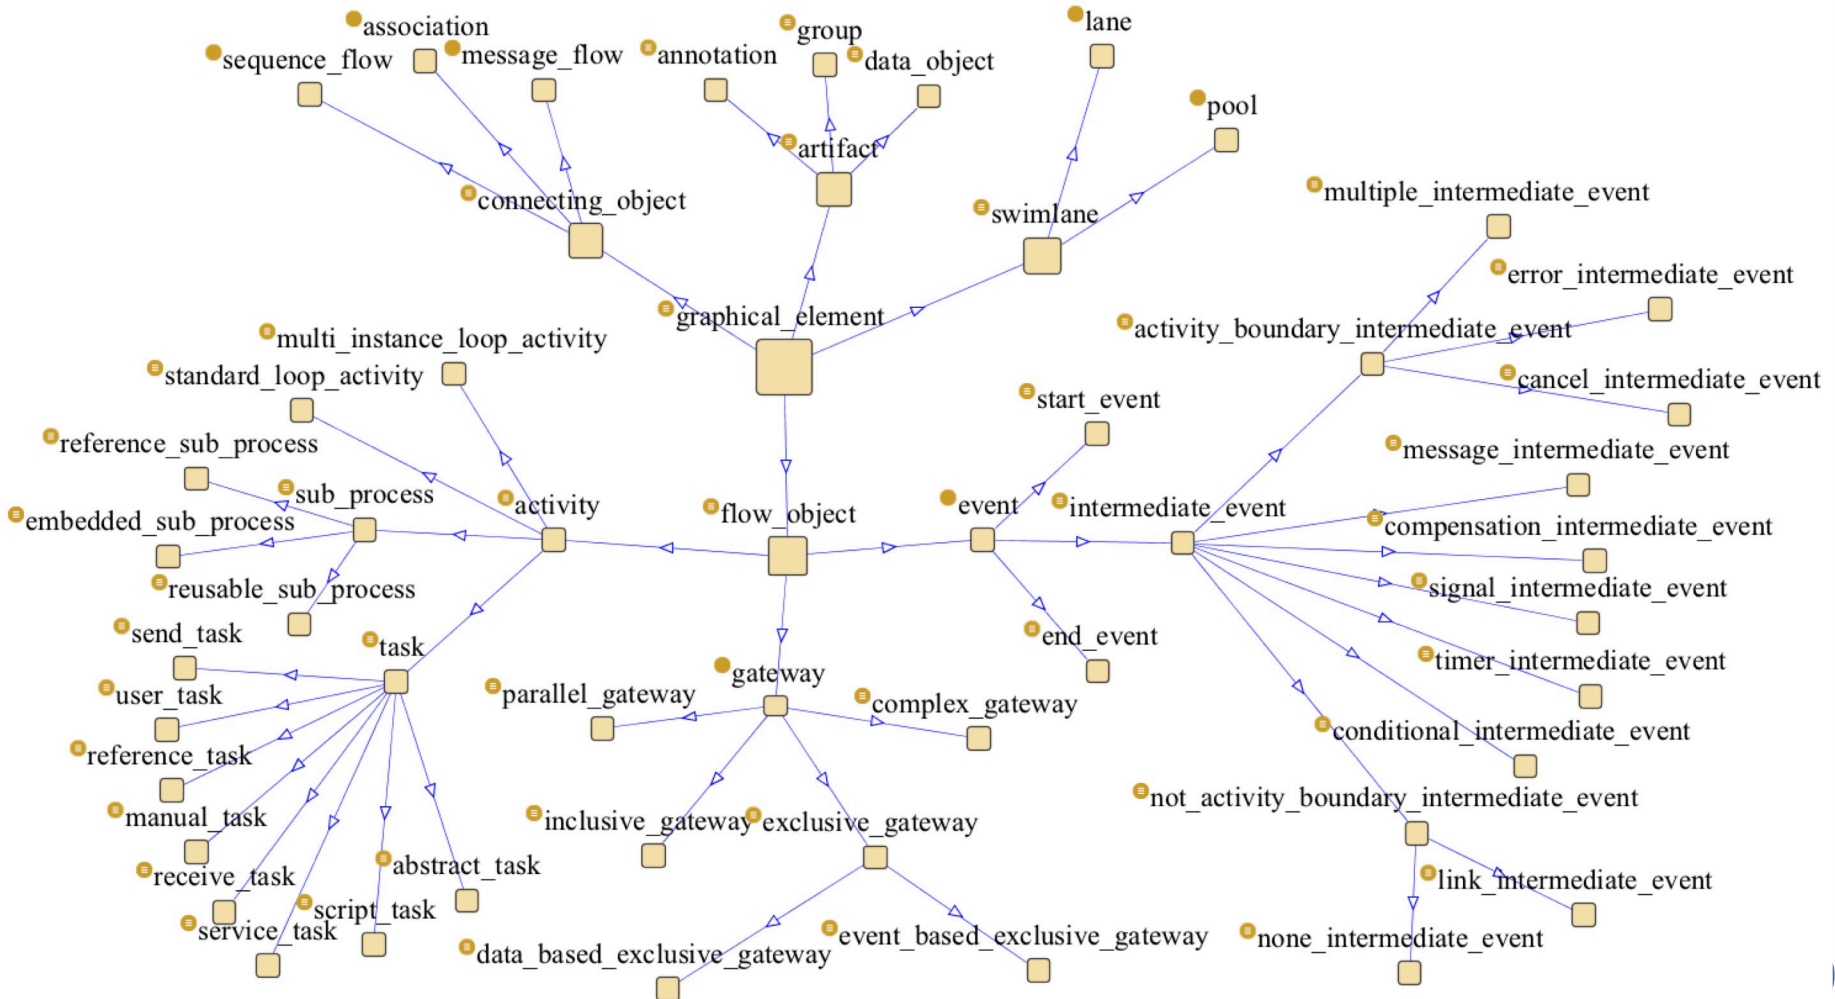 lane
association
group
message_flow
annotation
sequence_flow
data_object
pool
artifact
multiple_intermediate_event
connecting_object
swimlane
error_intermediate_event
graphical_element
activity_boundary_intermediate_event
multi_instance_loop_activity
standard_loop_activity
cancel_intermediate_event
start_event
reference_sub_process
message_intermediate_event
sub_process
activity
flow_object
event
intermediate_event
embedded_sub_process
compensation_intermediate_event
reusable_sub_process
signal_intermediate_event
send_task
end_event
task
timer_intermediate_event
gateway
user_task
parallel_gateway
complex_gateway
conditional_intermediate_event
reference_task
not_activity_boundary_intermediate_event
manual_task
inclusive_gateway
exclusive_gateway
abstract_task
receive_task
link_intermediate_event
script_task
service_task
event_based_exclusive_gateway
none_intermediate_event
data_based_exclusive_gateway